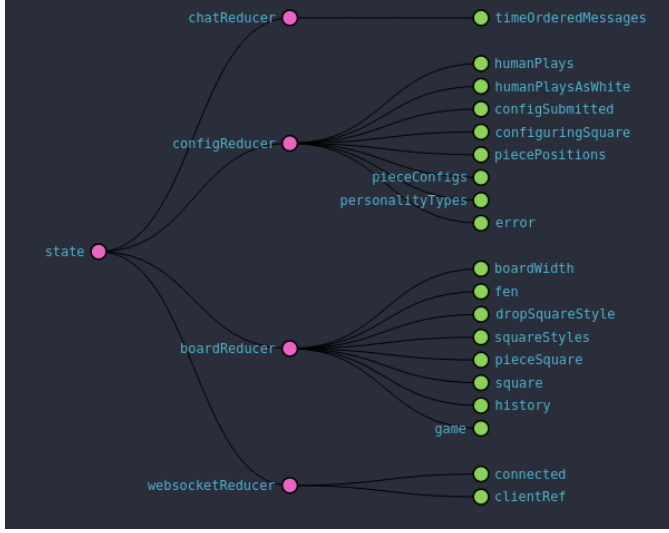 chatReducer timeOrderedMessages
humanPlays
humanPlaysAsWhite
configSubmitted
configReducer configuringSquare
piecePositions
pieceConfigs
personalityTypes
error
state
boardWidth
fen
dropSquareStyle
squareStyles
boardReducer pieceSquare
square
history
game
connected
websocketReducer clientRef